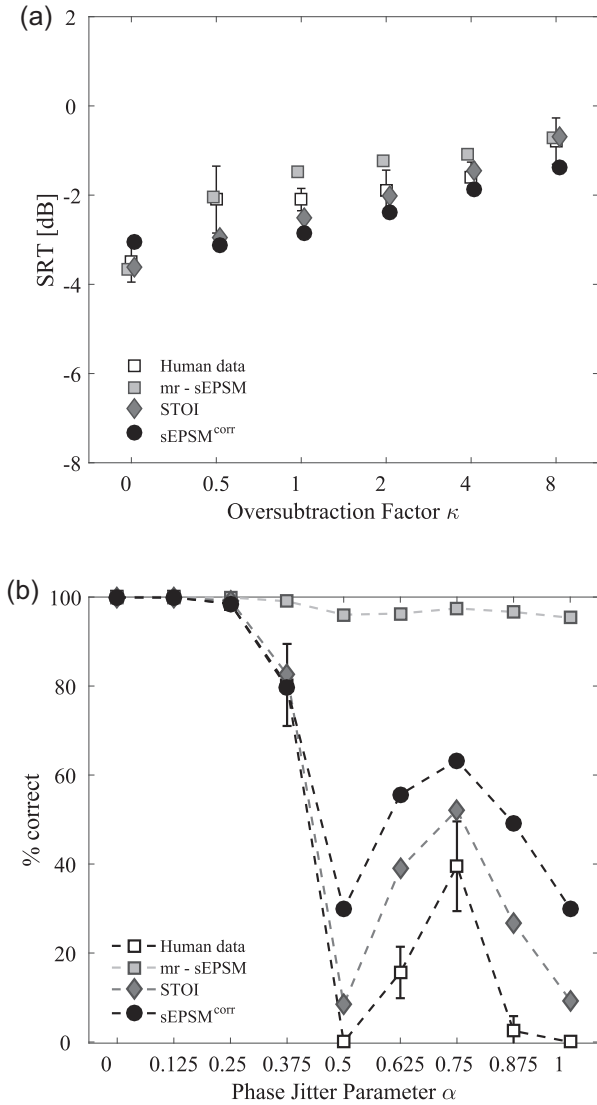 (a)
2
0
-2
-4
-6
-8
SRT [dB]
Human data
mr - sEPSM
STOI
sEPSM^corr
0 0.5 1 2 4 8
Oversubtraction Factor κ
(b)
100
80
60
40
20
0
% correct
Human data
mr - sEPSM
STOI
sEPSM^corr
0 0.125 0.25 0.375 0.5 0.625 0.75 0.875 1
Phase Jitter Parameter α